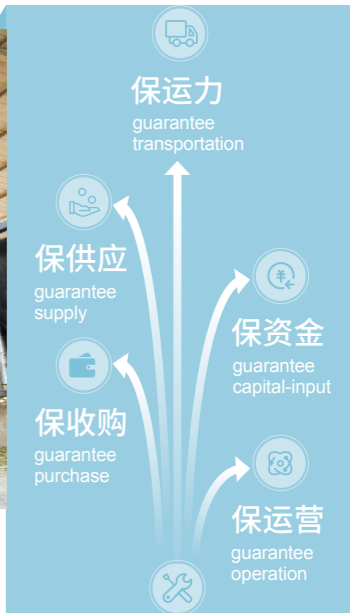 保运力
guarantee
transportation
保供应
guarantee
supply
保资金
guarantee
capital-input
保收购
guarantee
purchase
保运营
guarantee
operation